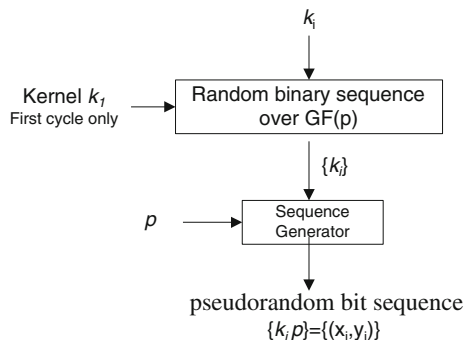 k_i
Kernel k_1
First cycle only
Random binary sequence
over GF(p)
{k_i}
p
Sequence
Generator
pseudorandom bit sequence
{k_i p}={(x_i,y_i)}